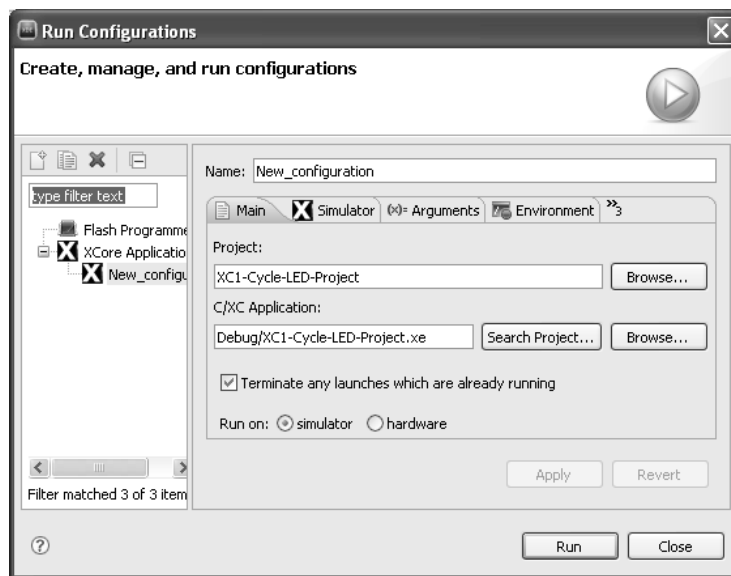 Run Configurations
Create, manage, and run configurations
type filter text
Flash Programme
XCore Applicatio
New_configu
Filter matched 3 of 3 item
Name: New_configuration
Main Simulator (x)= Arguments Environment »3
Project:
XC1-Cycle-LED-Project Browse...
C/XC Application:
Debug/XC1-Cycle-LED-Project.xe Search Project... Browse...
Terminate any launches which are already running
Run on: simulator hardware
Apply Revert
? Run Close